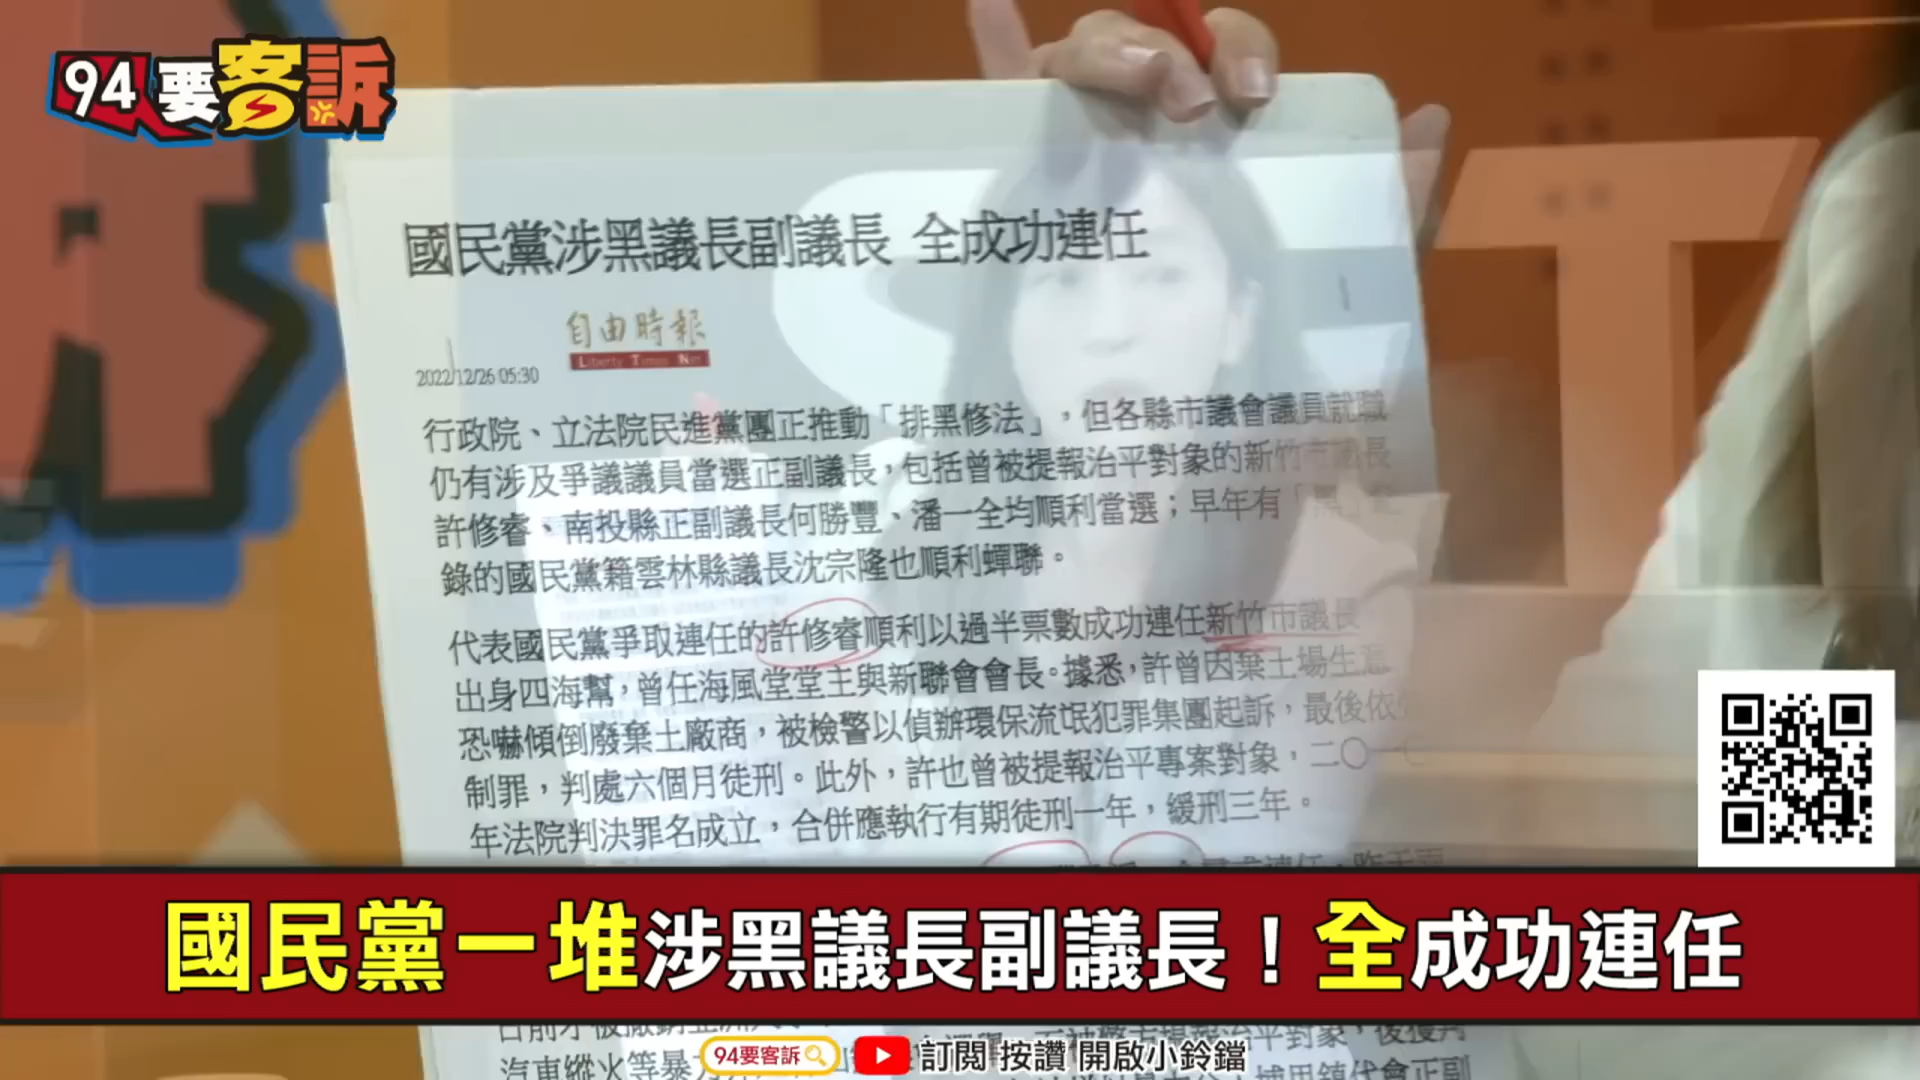 94要客訴
國民黨涉黑議長副議長 全成功連任
自由時報
Liberty Times Net
2022/12/26 05:30
行政院、立法院民進黨團正推動「排黑修法」，但各縣市議會議員就職
仍有涉及爭議議員當選正副議長，包括曾被提報治平對象的新竹市議長
許修睿、南投縣正副議長何勝豐、潘一全均順利當選；早年有「黑」
錄的國民黨籍雲林縣議長沈宗隆也順利蟬聯。
代表國民黨爭取連任的許修睿順利以過半票數成功連任新竹市議長
出身四海幫，曾任海風堂堂主與新聯會會長。據悉，許曾因棄土場生意
恐嚇傾倒廢棄土廠商，被檢警以偵辦環保流氓犯罪集團起訴，最後依
制罪，判處六個月徒刑。此外，許也曾被提報治平專案對象，二〇一〇
年法院判決罪名成立，合併應執行有期徒刑一年，緩刑三年。
國民黨一堆涉黑議長副議長！全成功連任
汽車縱火等暴力
94要客訴
訂閱 按讚 開啟小鈴鐺